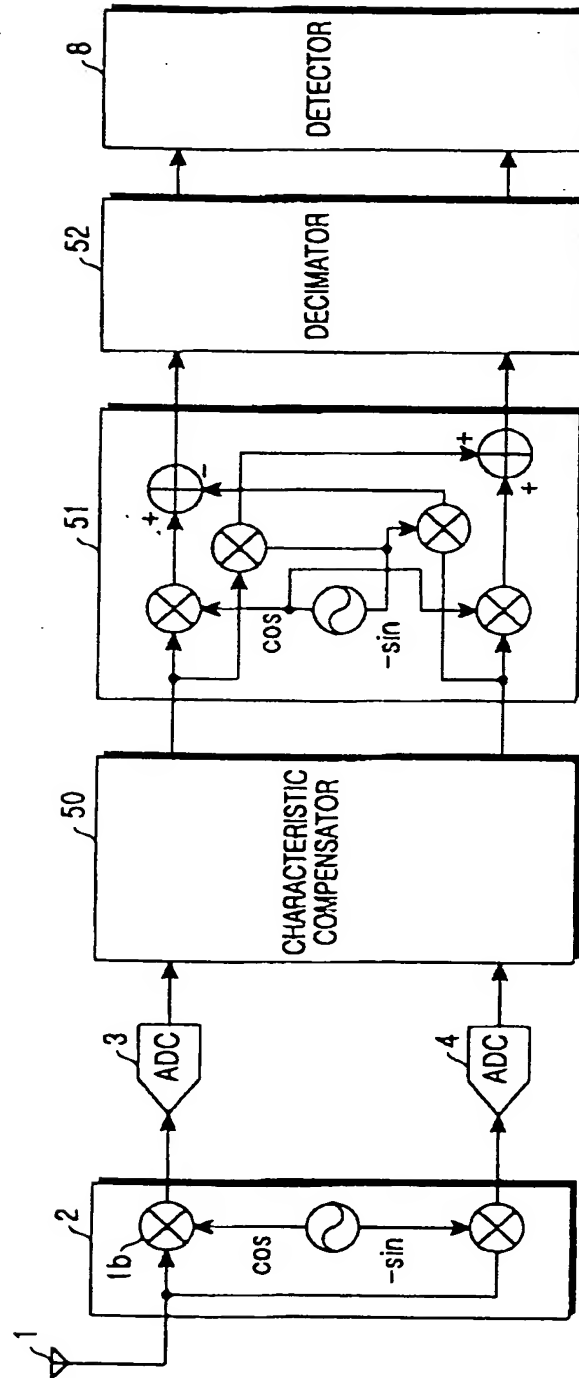 1
2
1b
cos
-sin
3
ADC
4
ADC
50
CHARACTERISTIC
COMPENSATOR
51
+
-
cos
-sin
+
+
52
DECIMATOR
8
DETECTOR